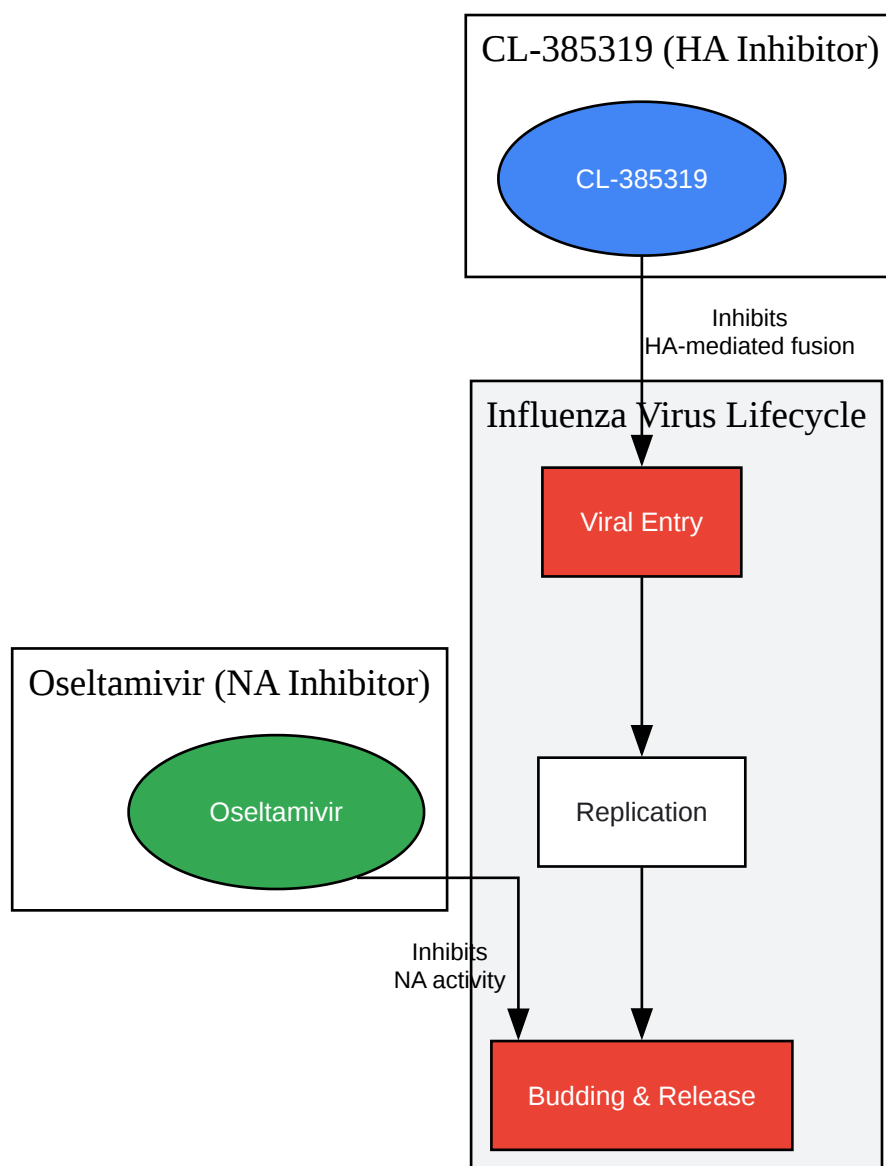 CL-385319 (HA Inhibitor)
CL-385319
Inhibits
HA-mediated fusion
Influenza Virus Lifecycle
Viral Entry
Oseltamivir (NA Inhibitor)
Oseltamivir
Replication
Inhibits
NA activity
Budding & Release